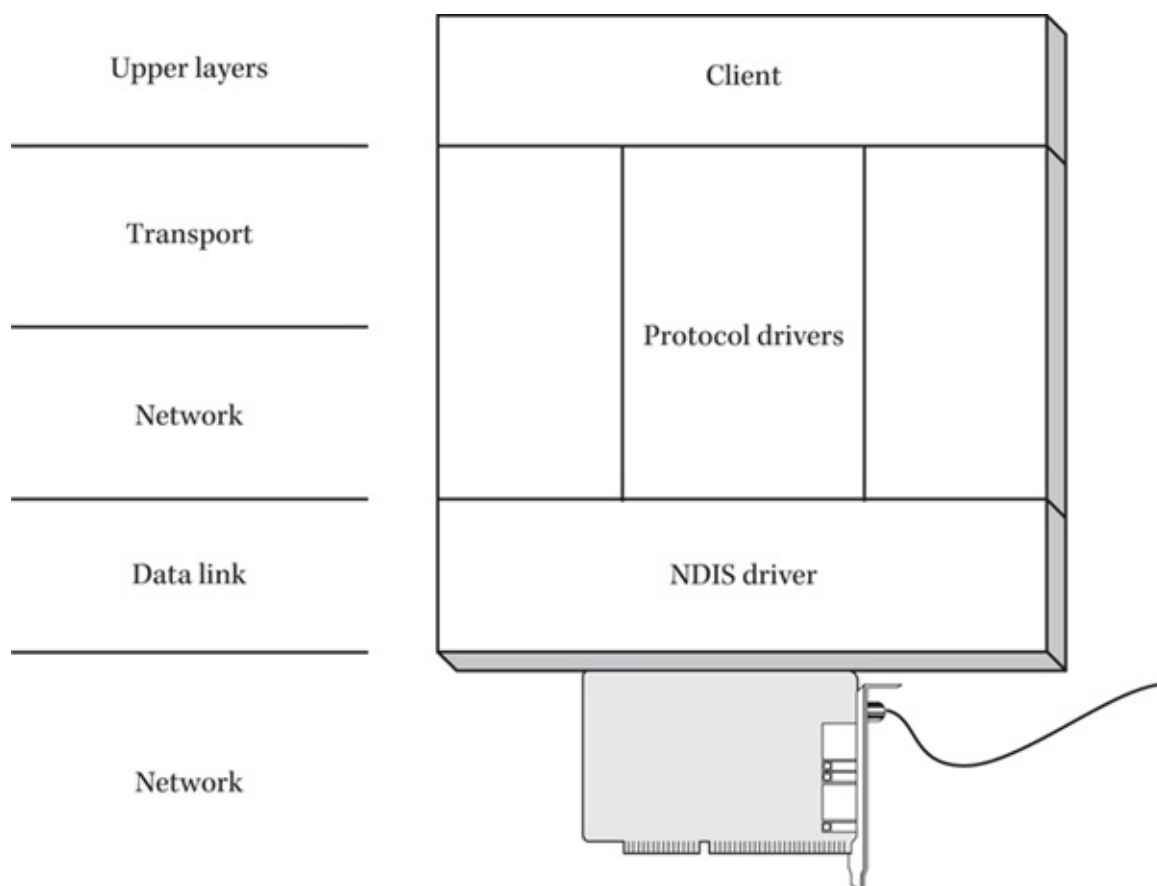 Upper layers
Client
Transport
Protocol drivers
Network
Data link
NDIS driver
Network